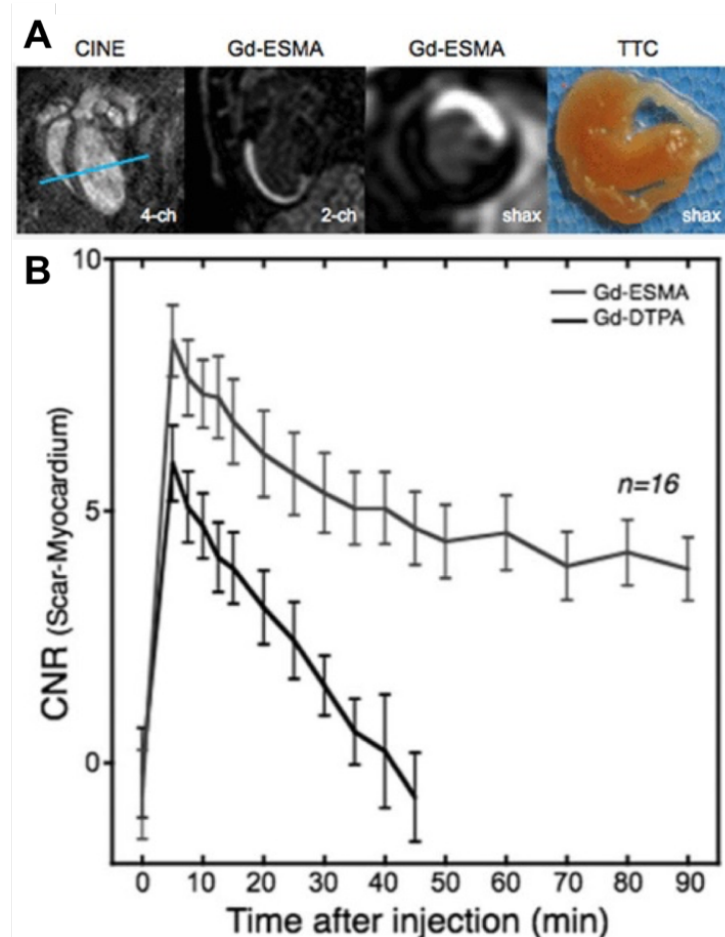 A
CINE
Gd-ESMA
Gd-ESMA
TTC
4-ch
2-ch
shax
shax
B
10
5
0
CNR (Scar-Myocardium)
Gd-ESMA
Gd-DTPA
n=16
0 10 20 30 40 50 60 70 80 90
Time after injection (min)